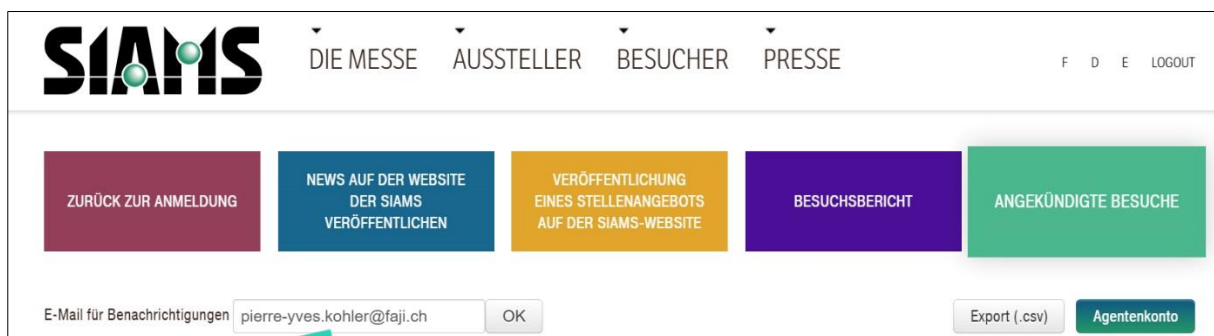 SIAMS
DIE MESSE AUSSTELLER BESUCHER PRESSE F D E LOGOUT
ZURÜCK ZUR ANMELDUNG
NEWS AUF DER WEBSITE
DER SIAMS
VERÖFFENTLICHEN
VERÖFFENTLICHUNG
EINES STELLENANGEBOTS
AUF DER SIAMS-WEBSITE
BESUCHSBERICHT
ANGEKÜNDIGTE BESUCHE
E-Mail für Benachrichtigungen pierre-yves.kohler@faji.ch OK Export (.csv) Agentenkonto